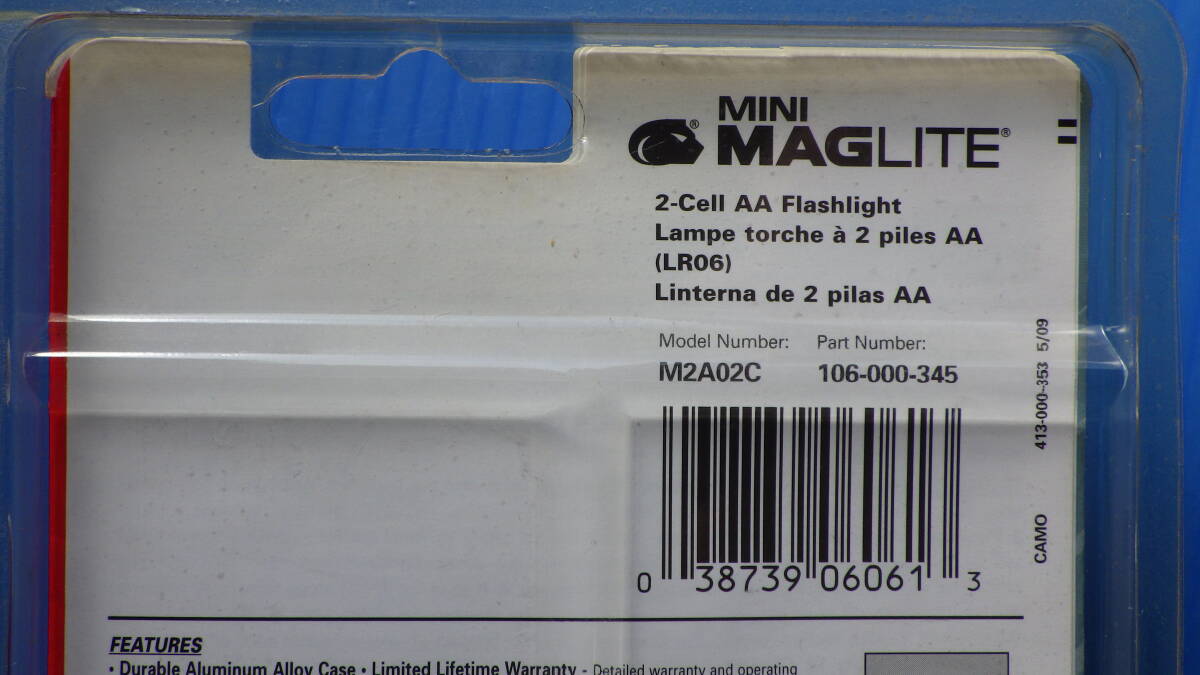 MINI
® MAGLITE®
2-Cell AA Flashlight
Lampe torche à 2 piles AA
(LR06)
Linterna de 2 pilas AA
Model Number: Part Number:
M2A02C 106-000-345
0 38739 06061 3
CAMO 413-000-353 5/09
FEATURES
• Durable Aluminum Alloy Case • Limited Lifetime Warranty - Detailed warranty and operating